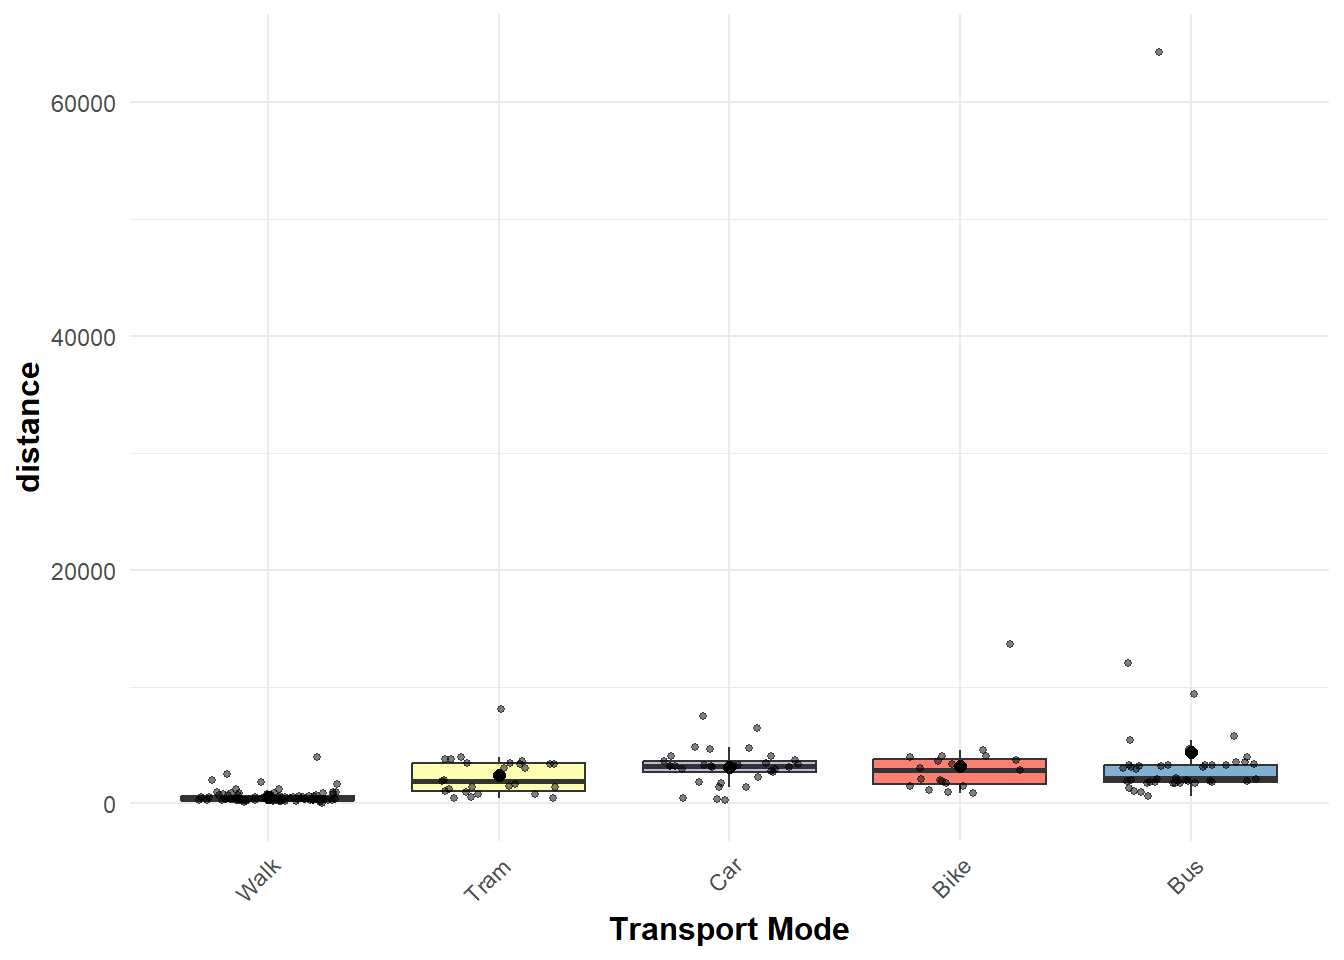 60000
40000
20000
0
distance
Walk
Tram
Car
Bike
Bus
Transport Mode